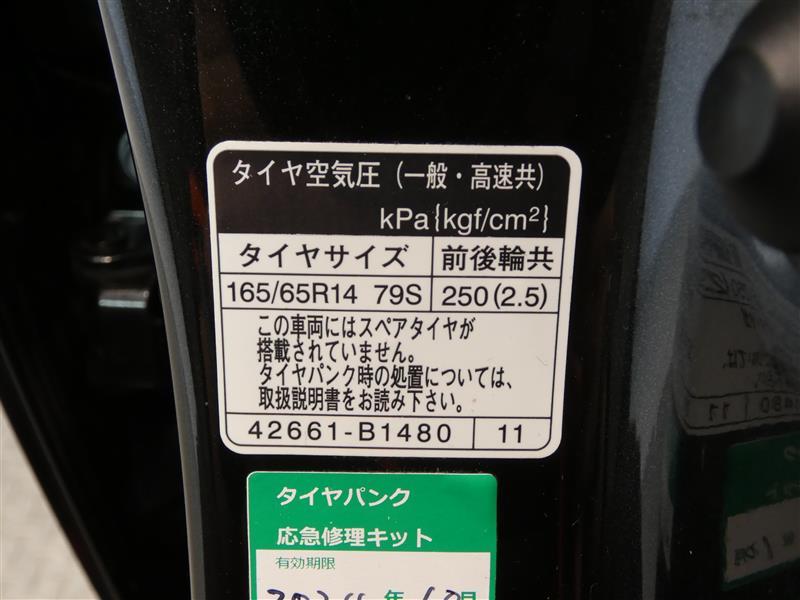 タイヤ空気圧（一般・高速共）
kPa{kgf/cm²}
タイヤサイズ 前後輪共
165/65R14 79S 250(2.5)
この車両にはスペアタイヤが
搭載されていません。
タイヤパンク時の処置については、
取扱説明書をお読み下さい。
42661-B1480 11
タイヤパンク
応急修理キット
有効期限
年 月